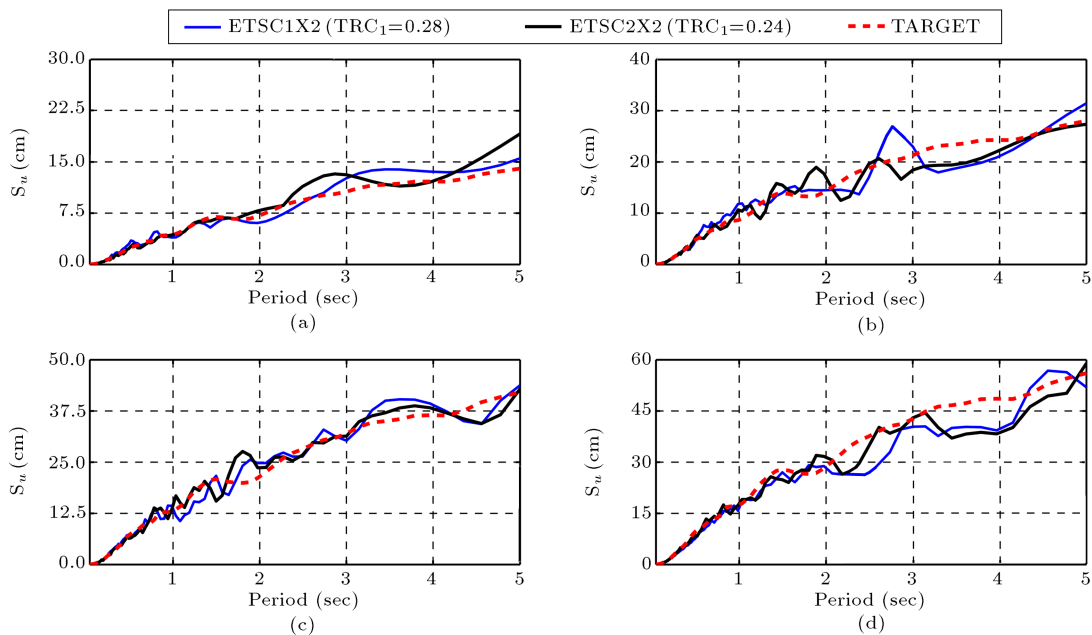 ETSC1X2 (TRC₁=0.28) ETSC2X2 (TRC₁=0.24) TARGET
30.0
22.5
15.0
7.5
0.0
Sᵤ (cm)
1 2 3 4 5
Period (sec)
(a)
40
30
20
10
0
Sᵤ (cm)
1 2 3 4 5
Period (sec)
(b)
50.0
37.5
25.0
12.5
0.0
Sᵤ (cm)
1 2 3 4 5
Period (sec)
(c)
60
45
30
15
0
Sᵤ (cm)
1 2 3 4 5
Period (sec)
(d)